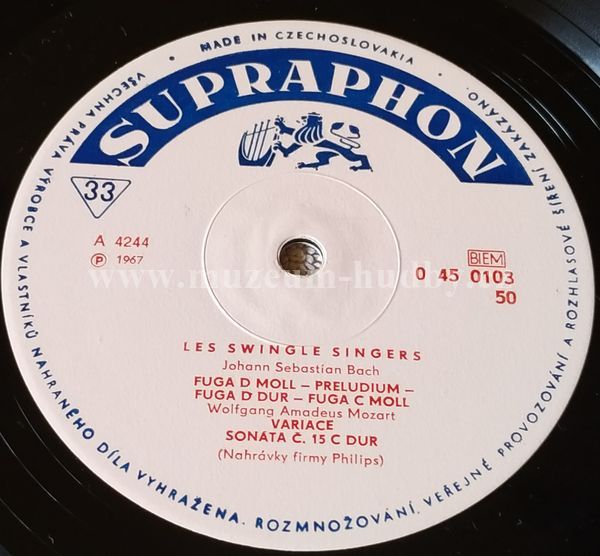 • MADE IN CZECHOSLOVAKIA •
SUPRAPHON
33
A 4244
Ⓟ 1967
BIEM
0 45 0103
50
www.muzeum-hudby.cz
LES SWINGLE SINGERS
Johann Sebastian Bach
FUGA D MOLL – PRELUDIUM –
FUGA D DUR – FUGA C MOLL
Wolfgang Amadeus Mozart
VARIACE
SONÁTA Č. 15 C DUR
(Nahrávky firmy Philips)
VŠECHNA PRÁVA VÝROBCE A VLASTNÍKŮ NAHRANÉHO DÍLA VYHRAŽENA. ROZMNOŽOVÁNÍ, VEŘEJNÉ PROVOZOVÁNÍ A ROZHLASOVÉ ŠÍŘENÍ ZAKÁZÁNO.